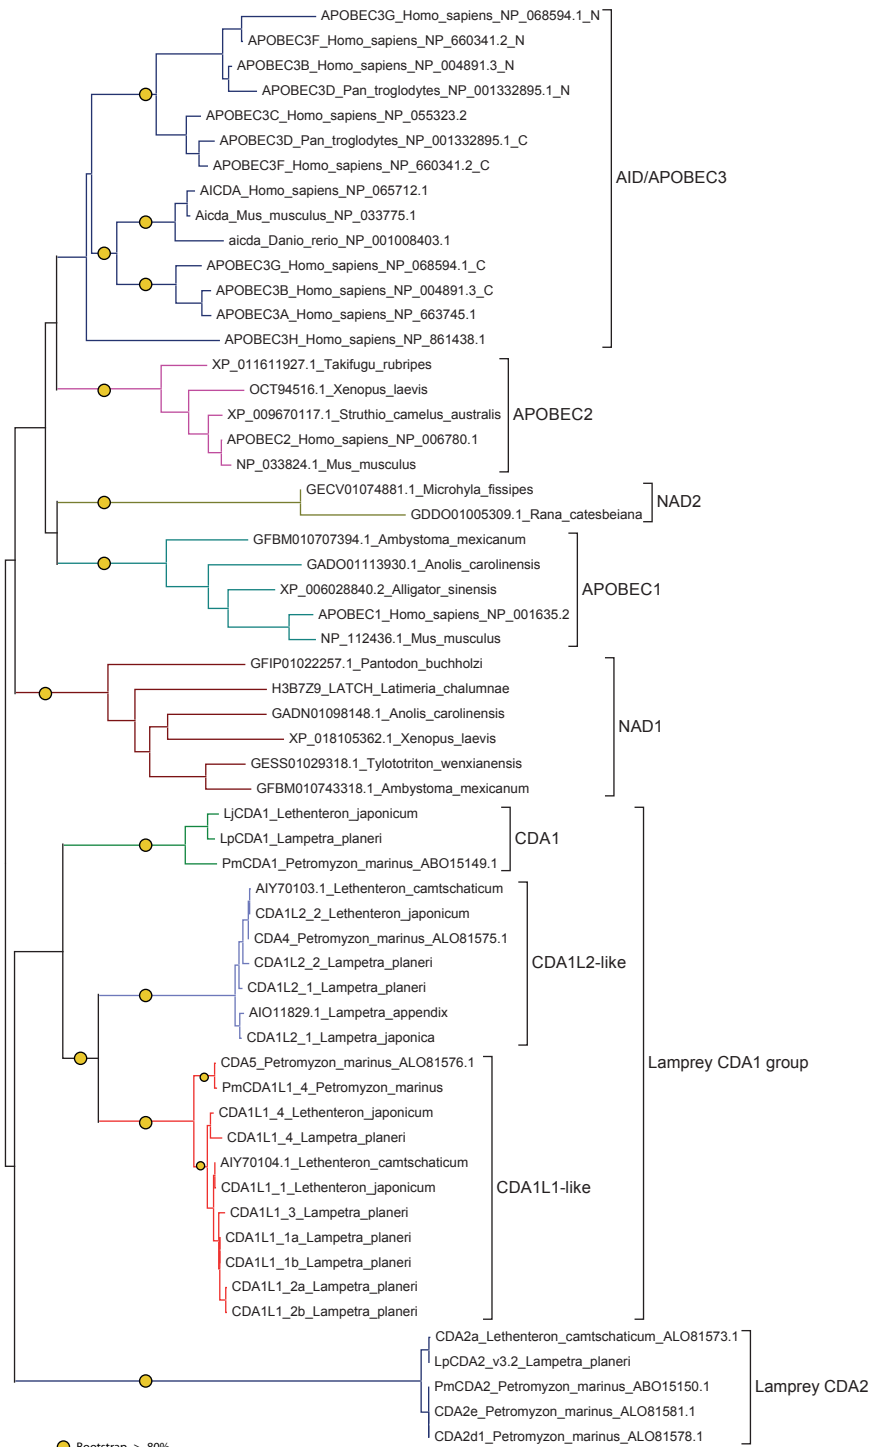 APOBEC3G_Homo_sapiens_NP_068594.1_N
APOBEC3F_Homo_sapiens_NP_660341.2_N
APOBEC3B_Homo_sapiens_NP_004891.3_N
APOBEC3D_Pan_troglodytes_NP_001332895.1_N
APOBEC3C_Homo_sapiens_NP_055323.2
APOBEC3D_Pan_troglodytes_NP_001332895.1_C
APOBEC3F_Homo_sapiens_NP_660341.2_C
AID/APOBEC3
AICDA_Homo_sapiens_NP_065712.1
Aicda_Mus_musculus_NP_033775.1
aicda_Danio_rerio_NP_001008403.1
APOBEC3G_Homo_sapiens_NP_068594.1_C
APOBEC3B_Homo_sapiens_NP_004891.3_C
APOBEC3A_Homo_sapiens_NP_663745.1
APOBEC3H_Homo_sapiens_NP_861438.1
XP_011611927.1_Takifugu_rubripes
OCT94516.1_Xenopus_laevis
XP_009670117.1_Struthio_camelus_australis
APOBEC2
APOBEC2_Homo_sapiens_NP_006780.1
NP_033824.1_Mus_musculus
GECV01074881.1_Microhyla_fissipes
NAD2
GDDO01005309.1_Rana_catesbeiana
GFBM010707394.1_Ambystoma_mexicanum
GADO01113930.1_Anolis_carolinensis
XP_006028840.2_Alligator_sinensis
APOBEC1
APOBEC1_Homo_sapiens_NP_001635.2
NP_112436.1_Mus_musculus
GFIP01022257.1_Pantodon_buchholzi
H3B7Z9_LATCH_Latimeria_chalumnae
GADN01098148.1_Anolis_carolinensis
NAD1
XP_018105362.1_Xenopus_laevis
GESS01029318.1_Tylototriton_wenxianensis
GFBM010743318.1_Ambystoma_mexicanum
LjCDA1_Lethenteron_japonicum
LpCDA1_Lampetra_planeri
CDA1
PmCDA1_Petromyzon_marinus_ABO15149.1
AIY70103.1_Lethenteron_camtschaticum
CDA1L2_2_Lethenteron_japonicum
CDA4_Petromyzon_marinus_ALO81575.1
CDA1L2_2_Lampetra_planeri
CDA1L2-like
CDA1L2_1_Lampetra_planeri
AIO11829.1_Lampetra_appendix
CDA1L2_1_Lampetra_japonica
CDA5_Petromyzon_marinus_ALO81576.1
Lamprey CDA1 group
PmCDA1L1_4_Petromyzon_marinus
CDA1L1_4_Lethenteron_japonicum
CDA1L1_4_Lampetra_planeri
AIY70104.1_Lethenteron_camtschaticum
CDA1L1_1_Lethenteron_japonicum
CDA1L1-like
CDA1L1_3_Lampetra_planeri
CDA1L1_1a_Lampetra_planeri
CDA1L1_1b_Lampetra_planeri
CDA1L1_2a_Lampetra_planeri
CDA1L1_2b_Lampetra_planeri
CDA2a_Lethenteron_camtschaticum_ALO81573.1
LpCDA2_v3.2_Lampetra_planeri
PmCDA2_Petromyzon_marinus_ABO15150.1
Lamprey CDA2
CDA2e_Petromyzon_marinus_ALO81581.1
CDA2d1_Petromyzon_marinus_ALO81578.1
Bootstrap > 80%